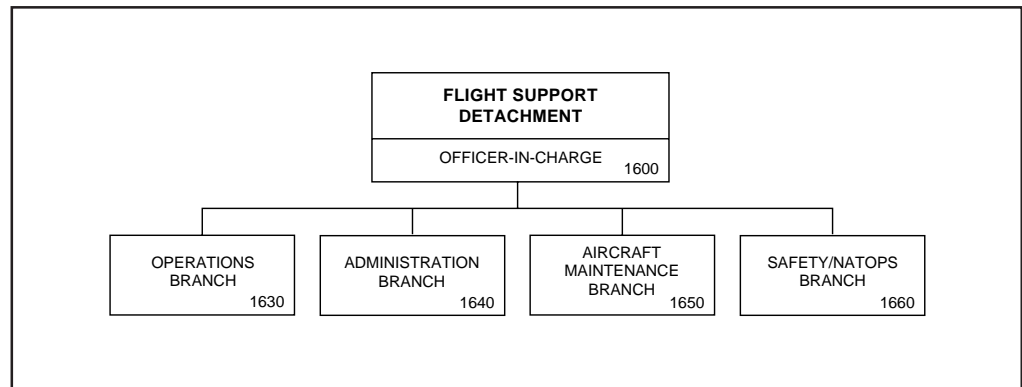 FLIGHT SUPPORT
DETACHMENT
OFFICER-IN-CHARGE
1600
OPERATIONS
BRANCH
1630
ADMINISTRATION
BRANCH
1640
AIRCRAFT
MAINTENANCE
BRANCH
1650
SAFETY/NATOPS
BRANCH
1660